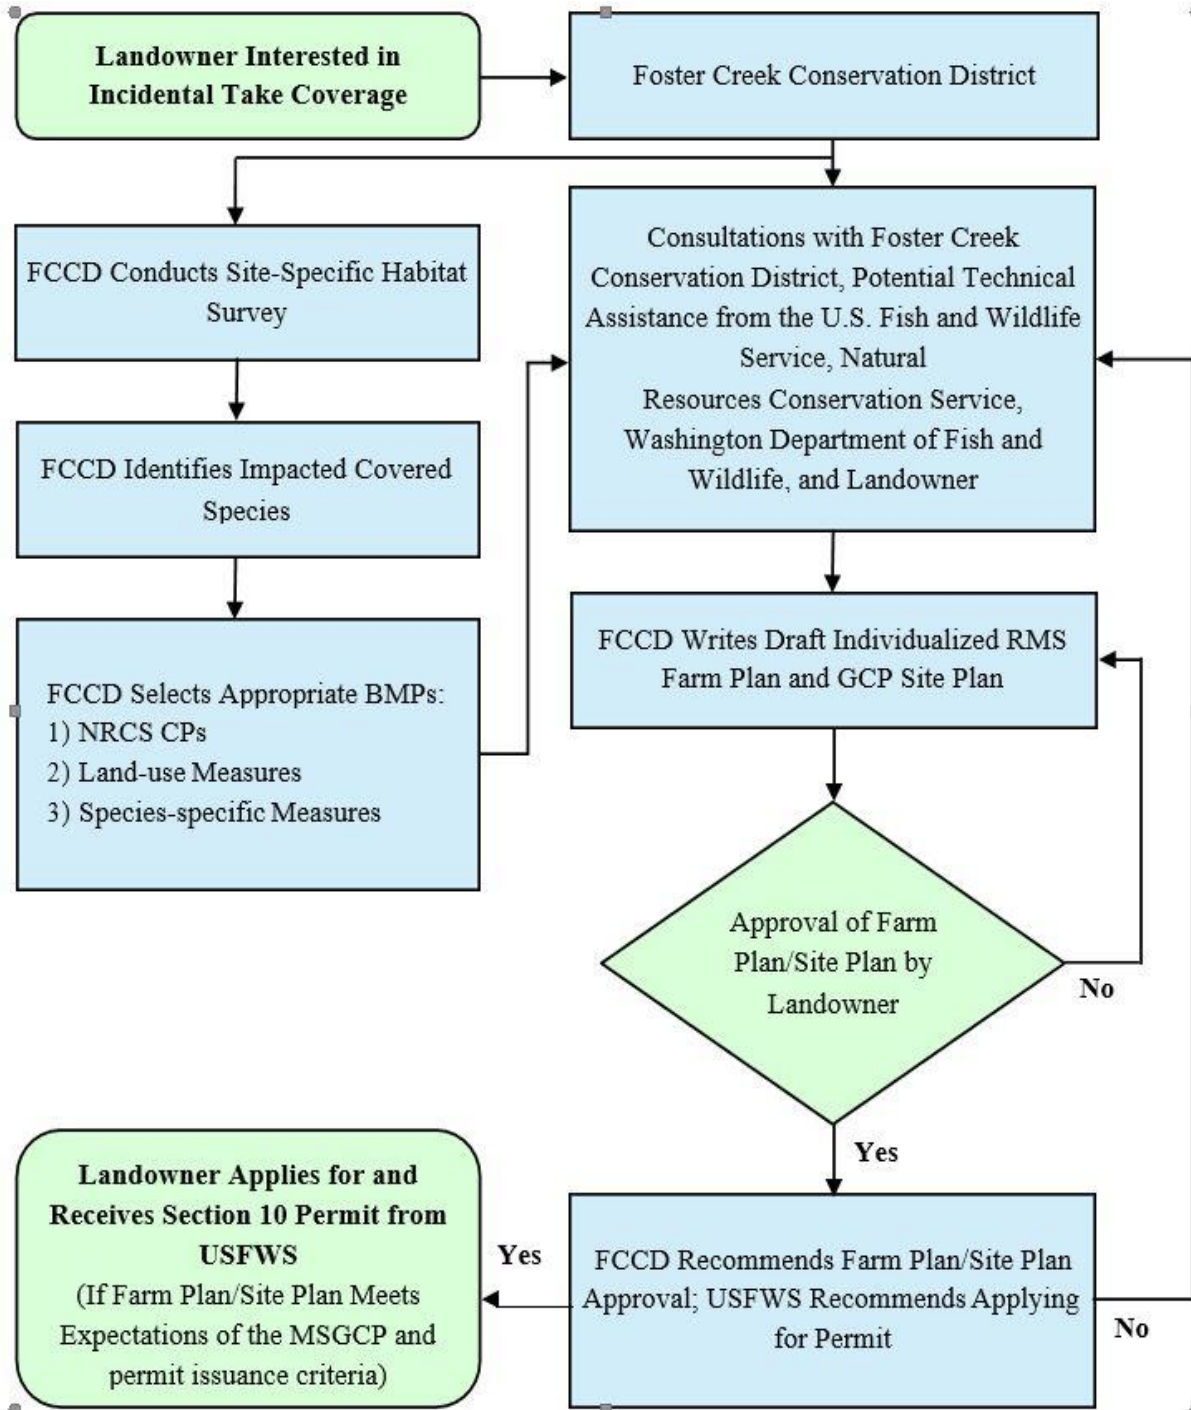 Landowner Interested in
Incidental Take Coverage
Foster Creek Conservation District
FCCD Conducts Site-Specific Habitat
Survey
Consultations with Foster Creek
Conservation District, Potential Technical
Assistance from the U.S. Fish and Wildlife
Service, Natural
Resources Conservation Service,
Washington Department of Fish and
Wildlife, and Landowner
FCCD Identifies Impacted Covered
Species
FCCD Selects Appropriate BMPs:
1) NRCS CPs
2) Land-use Measures
3) Species-specific Measures
FCCD Writes Draft Individualized RMS
Farm Plan and GCP Site Plan
Approval of Farm
Plan/Site Plan by
Landowner
No
Yes
FCCD Recommends Farm Plan/Site Plan
Approval; USFWS Recommends Applying
for Permit
No
Yes
Landowner Applies for and
Receives Section 10 Permit from
USFWS
(If Farm Plan/Site Plan Meets
Expectations of the MSGCP and
permit issuance criteria)